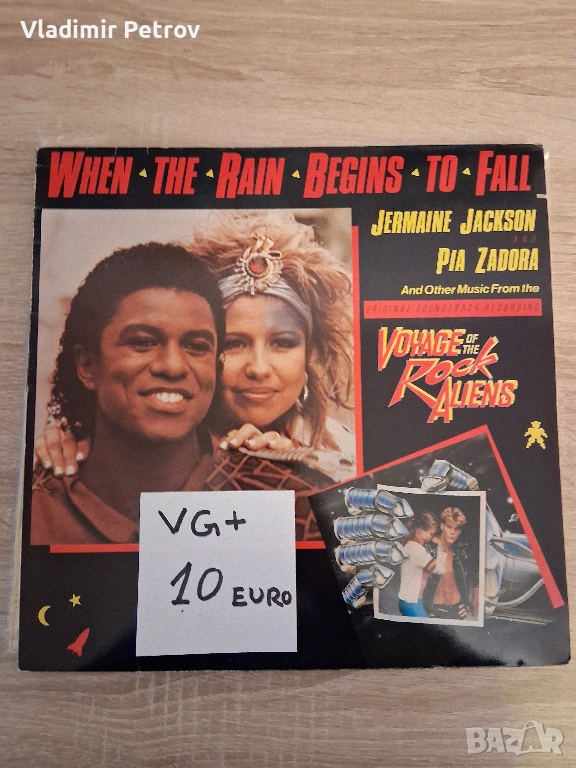 Vladimir Petrov
WHEN · THE · RAIN · BEGINS · TO · FALL
JERMAINE JACKSON
AND
PIA ZADORA
And Other Music From the
ORIGINAL SOUNDTRACK RECORDING
VOYAGE OF THE
ROCK
ALIENS
VG+
10 EURO
BAZAR